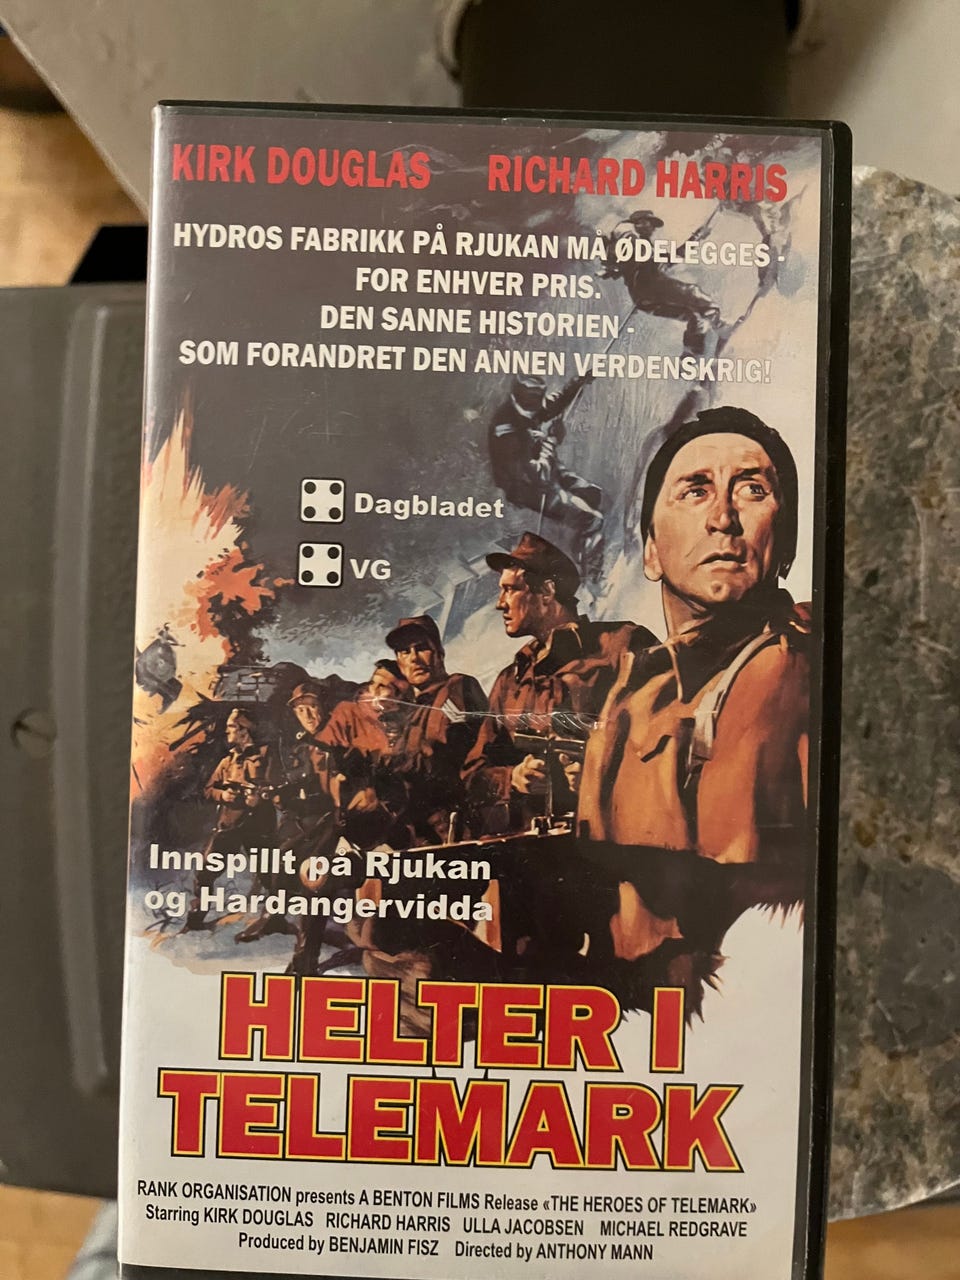 KIRK DOUGLAS RICHARD HARRIS
HYDROS FABRIKK PÅ RJUKAN MÅ ØDELEGGES -
FOR ENHVER PRIS.
DEN SANNE HISTORIEN -
SOM FORANDRET DEN ANNEN VERDENSKRIG!
Dagbladet
VG
Innspillt på Rjukan
og Hardangervidda
HELTER I
TELEMARK
RANK ORGANISATION presents A BENTON FILMS Release «THE HEROES OF TELEMARK»
Starring KIRK DOUGLAS RICHARD HARRIS ULLA JACOBSEN MICHAEL REDGRAVE
Produced by BENJAMIN FISZ Directed by ANTHONY MANN